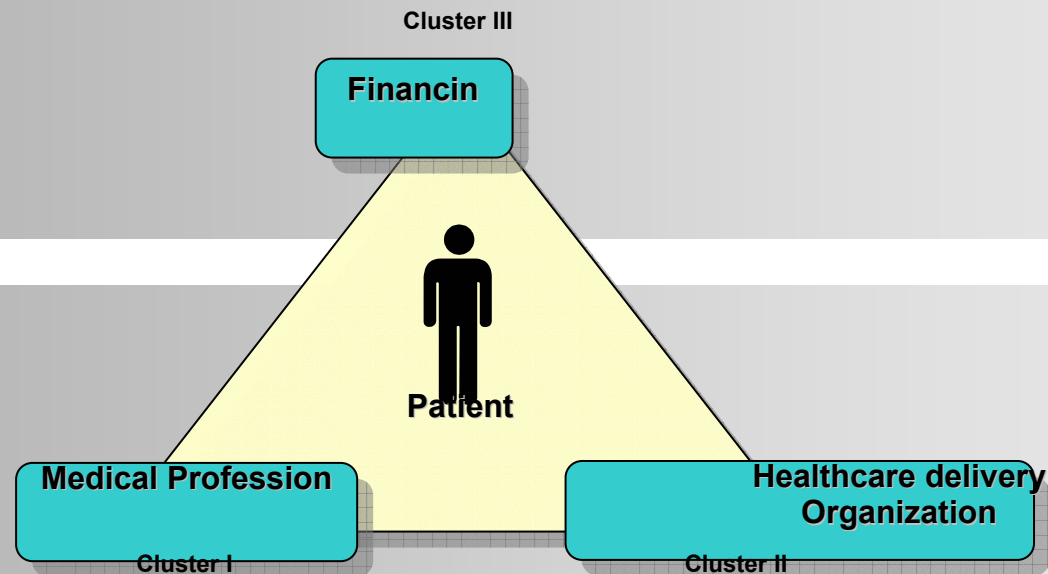 Cluster III
Financin
Patient
Medical Profession
Healthcare delivery
Organization
Cluster I
Cluster II